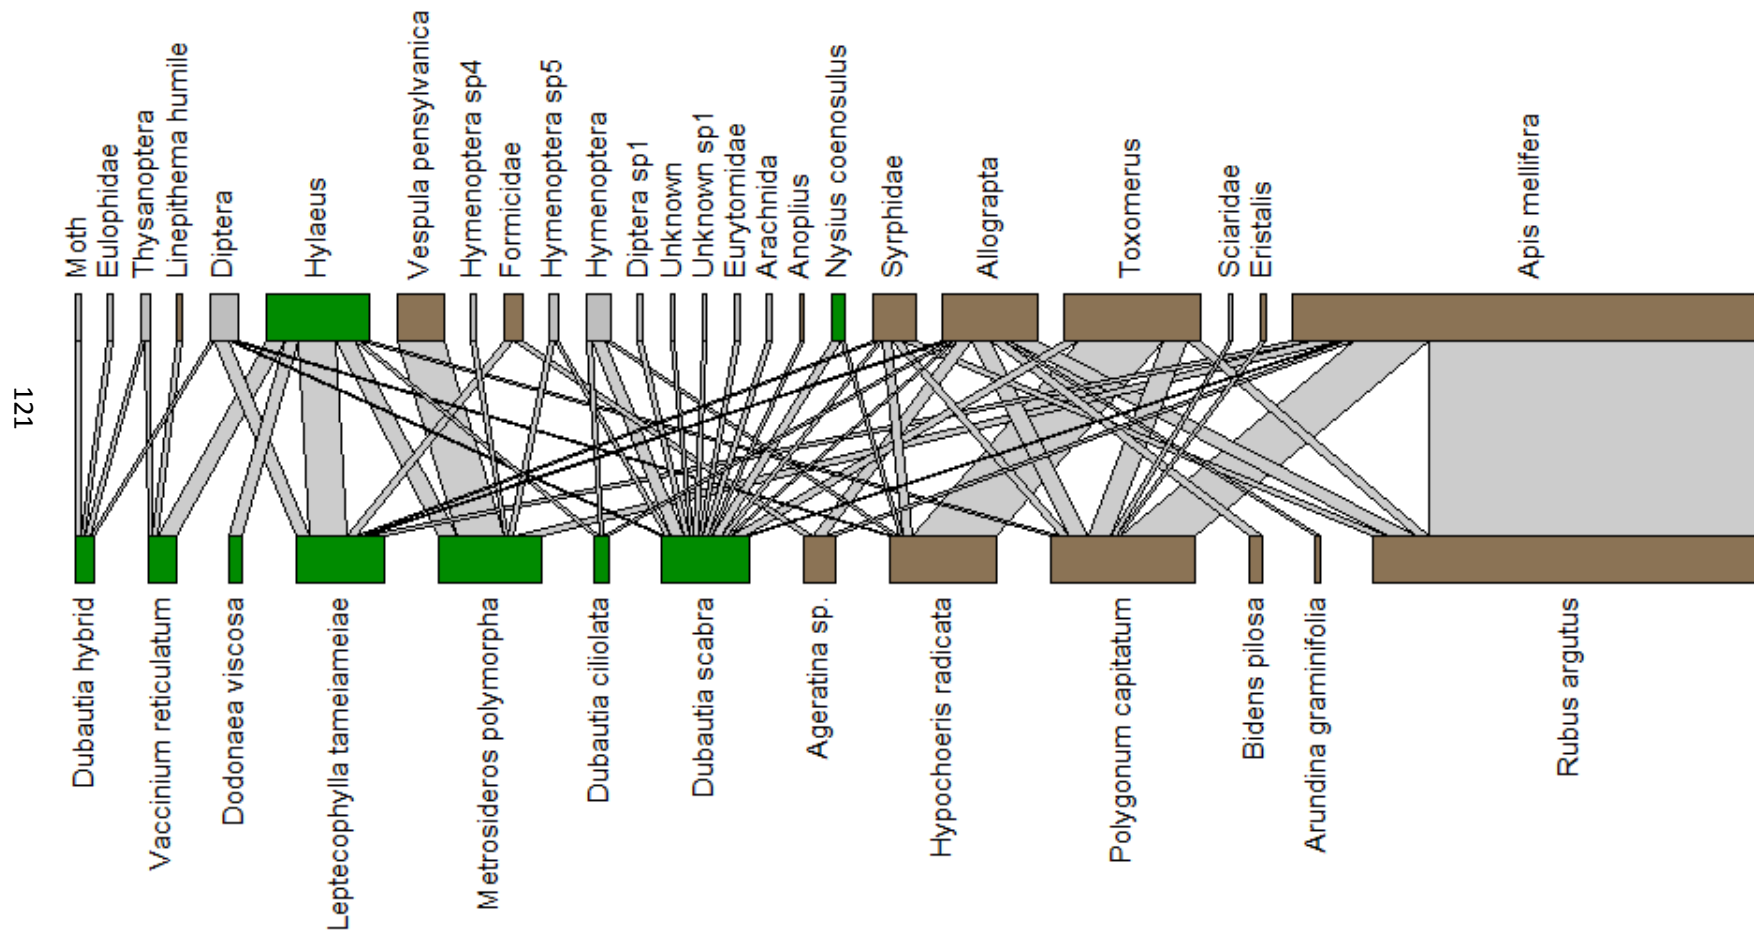 Moth
Eulophidae
Thysanoptera
Linepithema humile
Diptera
Hylaeus
Vespula pensylvanica
Hymenoptera sp4
Formicidae
Hymenoptera sp5
Hymenoptera
Diptera sp1
Unknown
Unknown sp1
Eurytomidae
Arachnida
Anoplius
Nysius coenosulus
Syrphidae
Allograpta
Toxomerus
Sciaridae
Eristalis
Apis mellifera
121
Dubautia hybrid
Vaccinium reticulatum
Dodonaea viscosa
Leptecophylla tameiameiae
Metrosideros polymorpha
Dubautia ciliolata
Dubautia scabra
Ageratina sp.
Hypochoeris radicata
Polygonum capitatum
Bidens pilosa
Arundina graminifolia
Rubus argutus